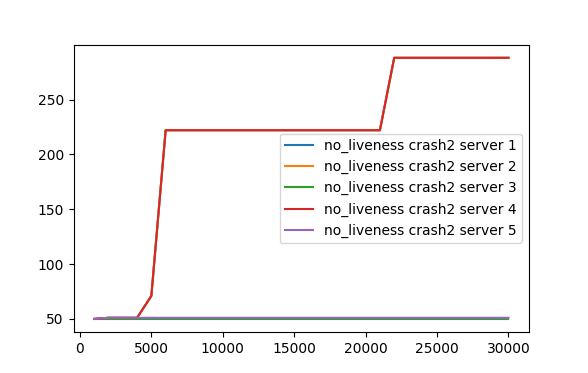 250
200
150
100
50
no_liveness crash2 server 1
no_liveness crash2 server 2
no_liveness crash2 server 3
no_liveness crash2 server 4
no_liveness crash2 server 5
0 5000 10000 15000 20000 25000 30000